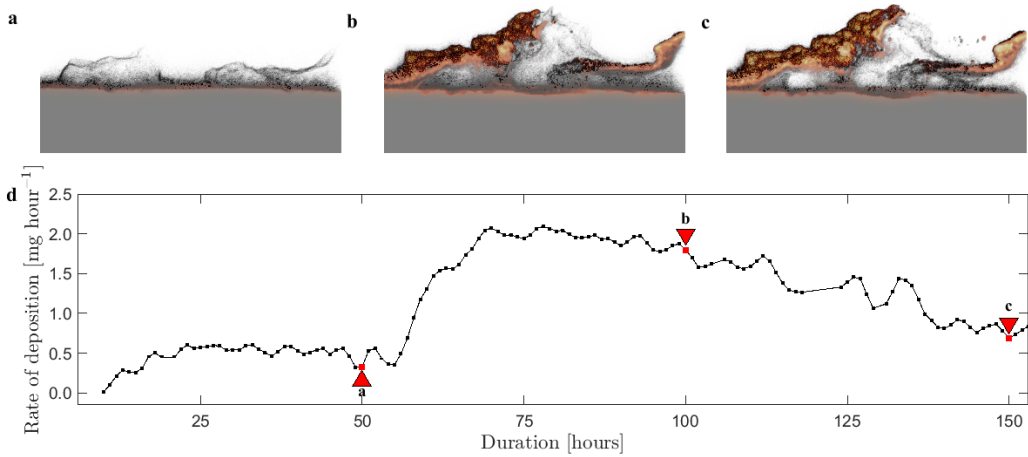 a
b
c
d
Rate of deposition [mg hour⁻¹]
2.5
2.0
1.5
1.0
0.5
0.0
b
c
a
25
50
75
100
125
150
Duration [hours]